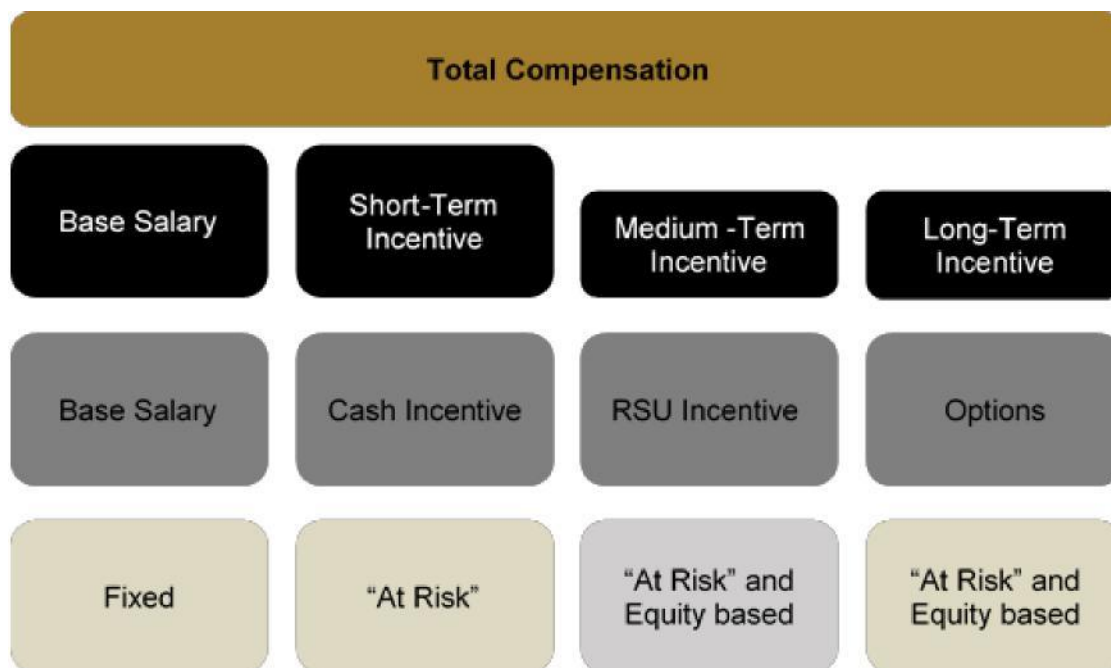 Total Compensation
Base Salary
Short-Term
Incentive
Medium -Term
Incentive
Long-Term
Incentive
Base Salary
Cash Incentive
RSU Incentive
Options
Fixed
“At Risk”
“At Risk” and
Equity based
“At Risk” and
Equity based